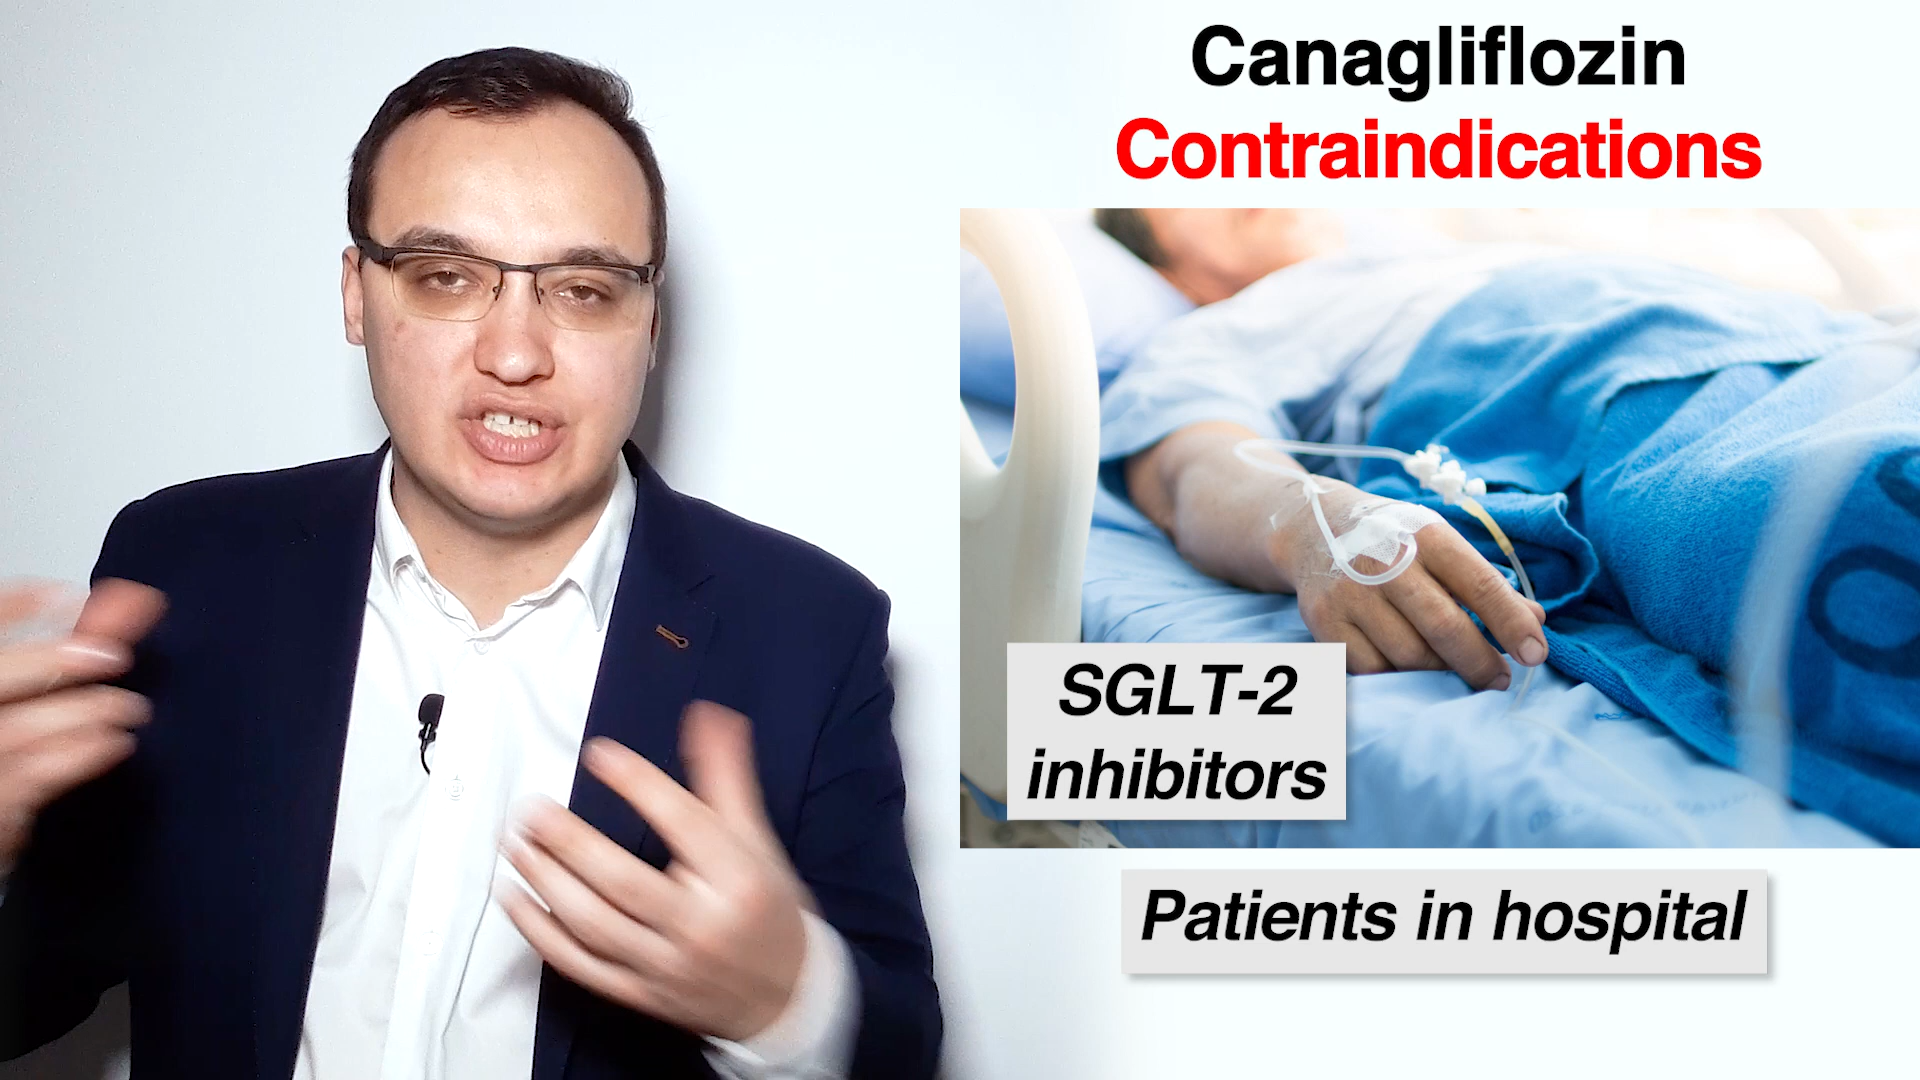 Canagliflozin
Contraindications
SGLT-2
inhibitors
Patients in hospital